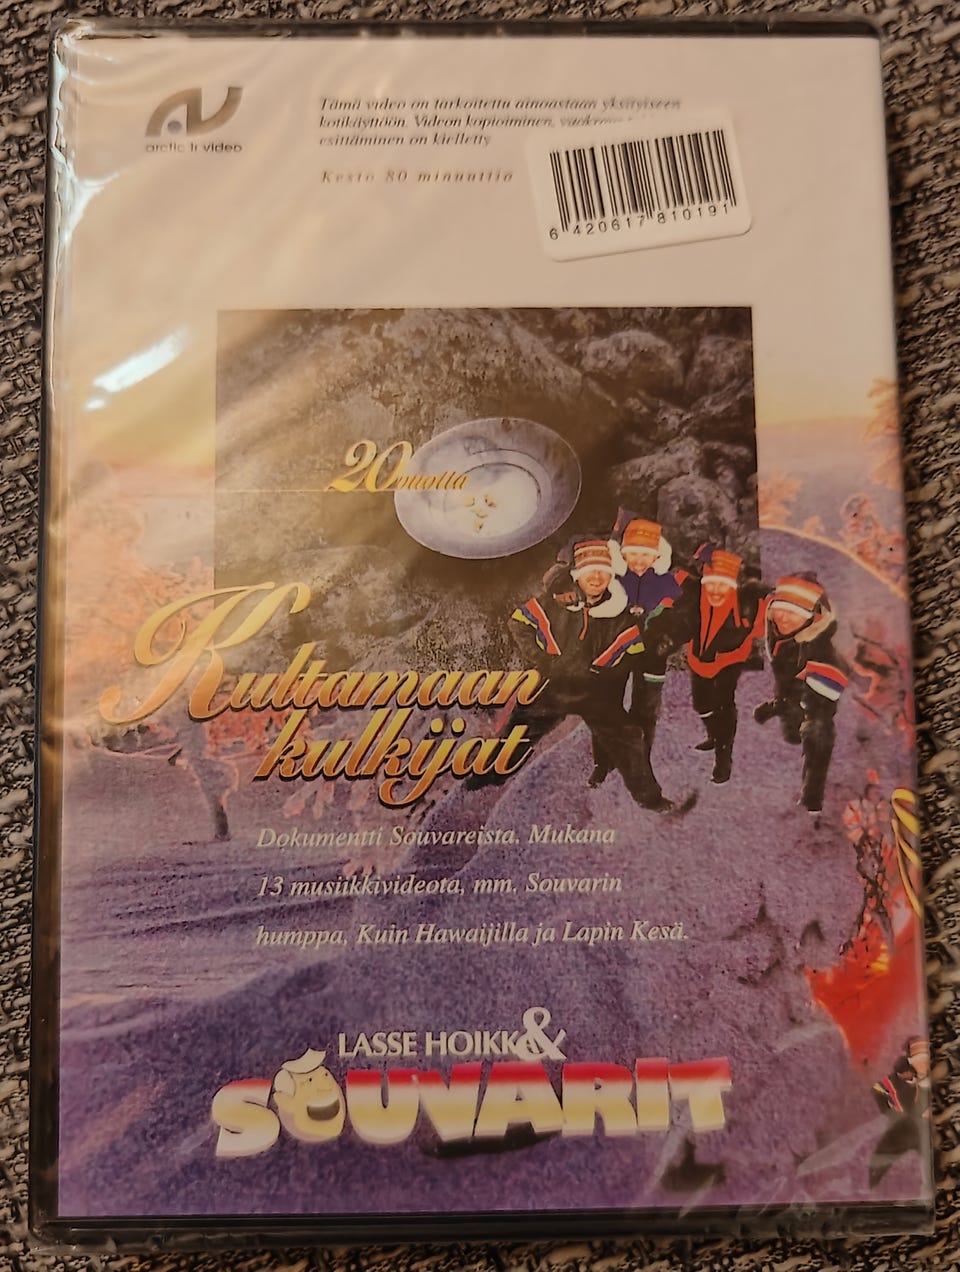 arctic tr video
Tämä video on tarkoitettu ainoastaan yksityiseen
kotikäyttöön. Videon kopioiminen,
esittäminen on kielletty
Kesto 80 minuuttia
6 420617 810191
20 vuotta
Kultamaan
kulkijat
Dokumentti Souvareista. Mukana
13 musiikkivideota, mm. Souvarin
humppa, Kuin Hawaijilla ja Lapin Kesä.
LASSE HOIKK&
SOUVARIT